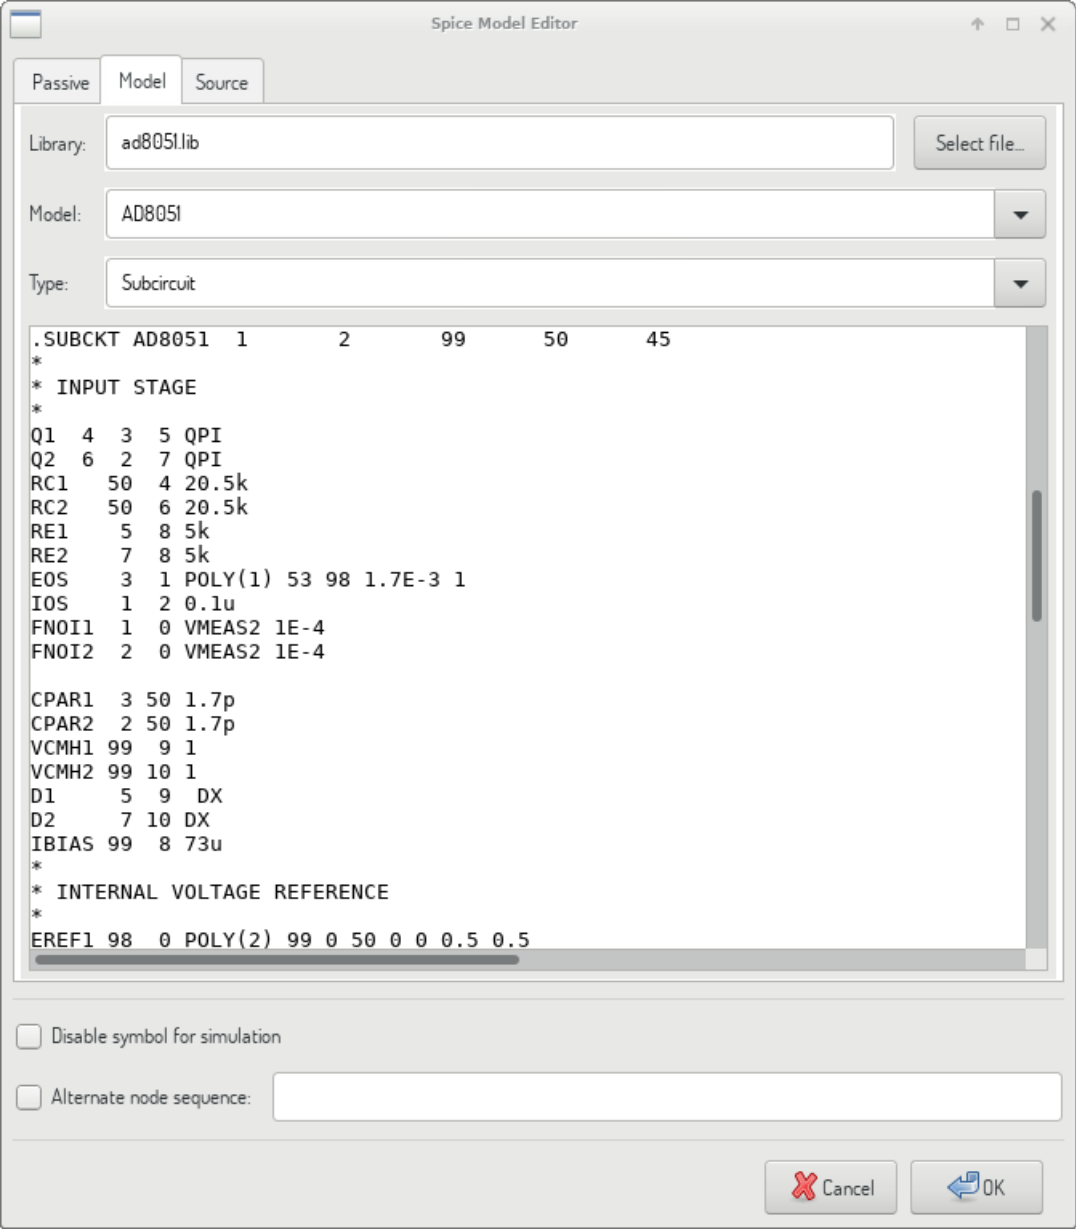 Spice Model Editor
Passive Model Source
Library: ad8051.lib Select file...
Model: AD8051
Type: Subcircuit
.SUBCKT AD8051  1       2       99      50      45
*
* INPUT STAGE
*
Q1  4  3  5 QPI
Q2  6  2  7 QPI
RC1   50  4 20.5k
RC2   50  6 20.5k
RE1    5  8 5k
RE2    7  8 5k
EOS    3  1 POLY(1) 53 98 1.7E-3 1
IOS    1  2 0.1u
FNOI1  1  0 VMEAS2 1E-4
FNOI2  2  0 VMEAS2 1E-4
CPAR1  3 50 1.7p
CPAR2  2 50 1.7p
VCMH1 99  9 1
VCMH2 99 10 1
D1     5  9  DX
D2     7 10 DX
IBIAS 99  8 73u
*
* INTERNAL VOLTAGE REFERENCE
*
EREF1 98  0 POLY(2) 99 0 50 0 0 0.5 0.5
Disable symbol for simulation
Alternate node sequence:
Cancel OK